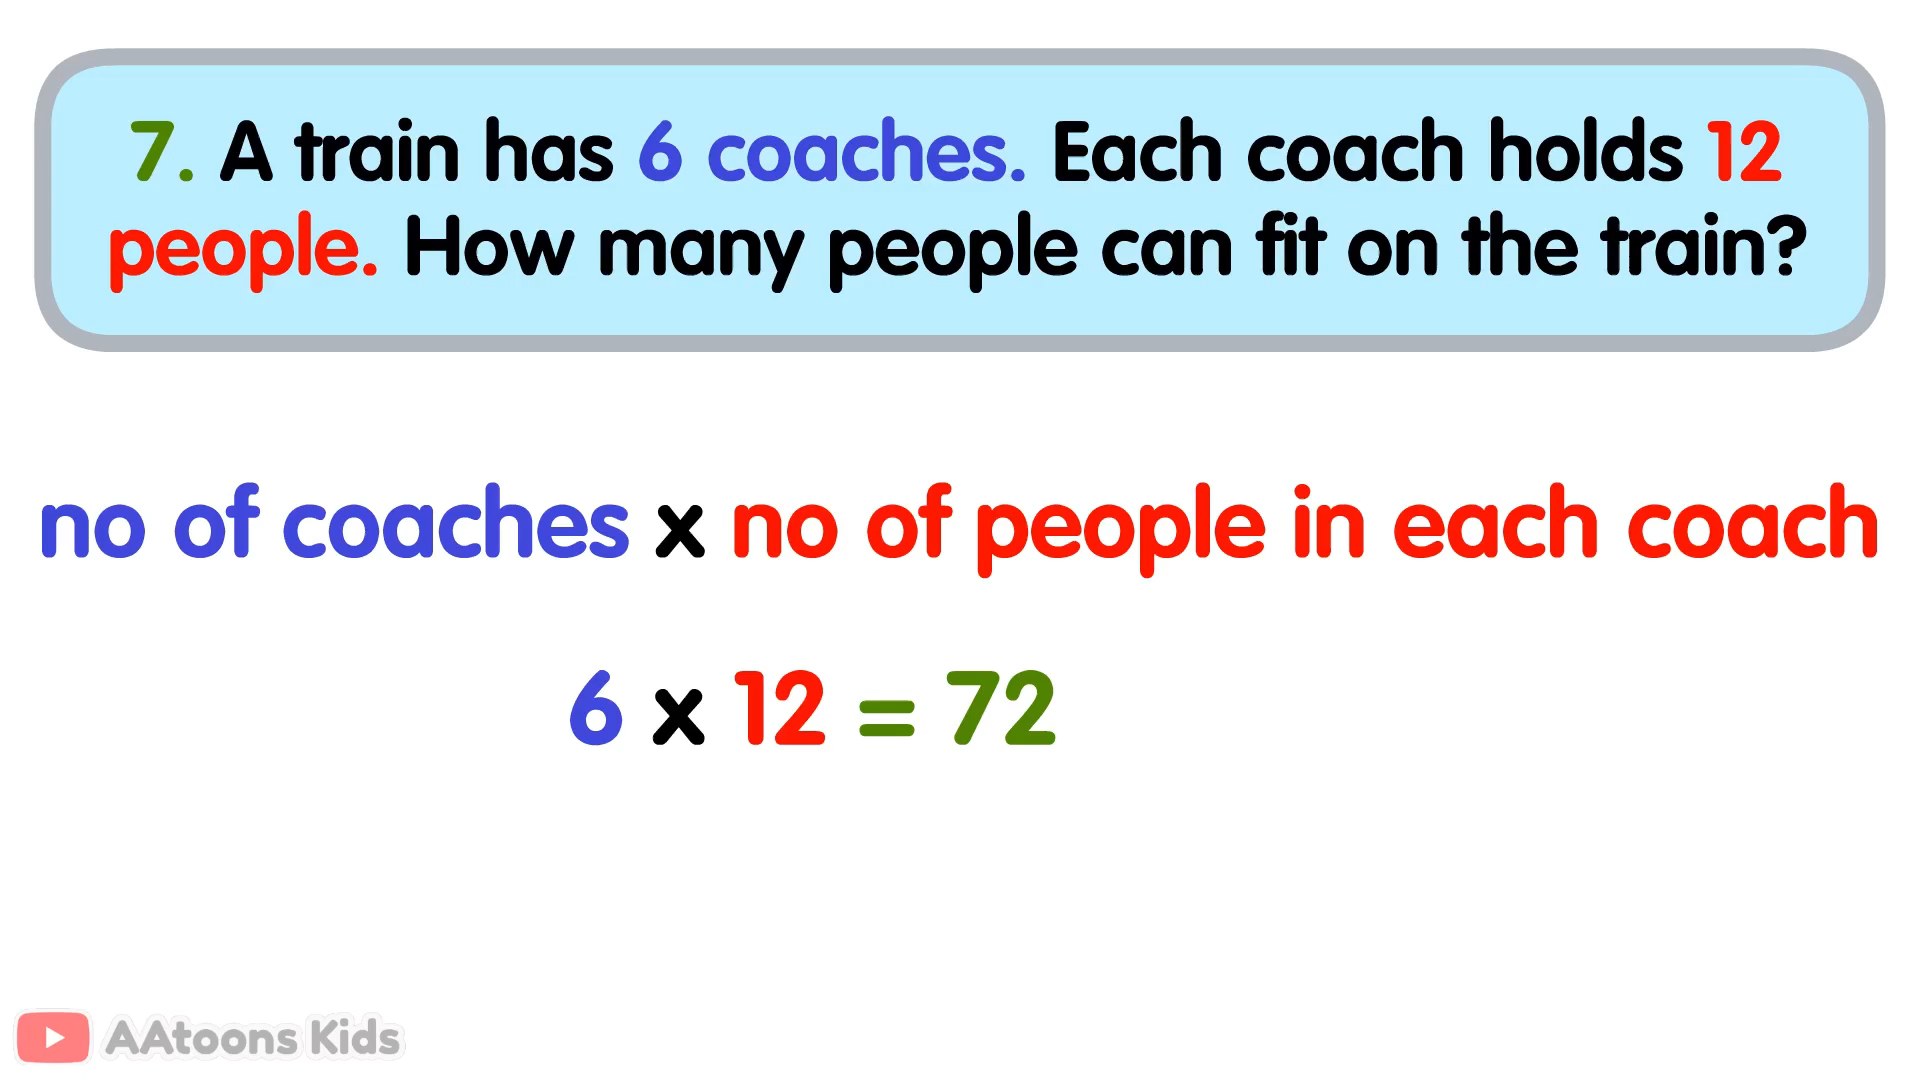 7. A train has 6 coaches. Each coach holds 12
people. How many people can fit on the train?
no of coaches x no of people in each coach
6 x 12 = 72
AAtoons Kids